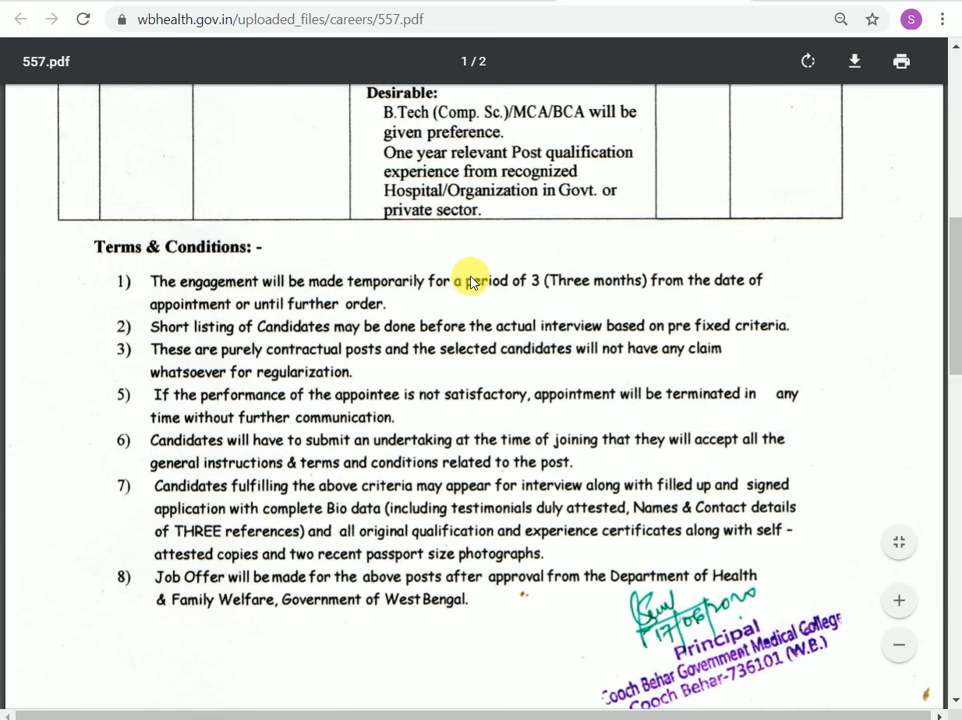 wbhealth.gov.in/uploaded_files/careers/557.pdf
S
557.pdf
1 / 2
Desirable:
B.Tech (Comp. Sc.)/MCA/BCA will be
given preference.
One year relevant Post qualification
experience from recognized
Hospital/Organization in Govt. or
private sector.
Terms & Conditions: -
1) The engagement will be made temporarily for a period of 3 (Three months) from the date of
appointment or until further order.
2) Short listing of Candidates may be done before the actual interview based on pre fixed criteria.
3) These are purely contractual posts and the selected candidates will not have any claim
whatsoever for regularization.
5) If the performance of the appointee is not satisfactory, appointment will be terminated in any
time without further communication.
6) Candidates will have to submit an undertaking at the time of joining that they will accept all the
general instructions & terms and conditions related to the post.
7) Candidates fulfilling the above criteria may appear for interview along with filled up and signed
application with complete Bio data (including testimonials duly attested, Names & Contact details
of THREE references) and all original qualification and experience certificates along with self -
attested copies and two recent passport size photographs.
8) Job Offer will be made for the above posts after approval from the Department of Health
& Family Welfare, Government of West Bengal.
17/06/2020
Principal
Cooch Behar Government Medical College
Cooch Behar-736101 (W.B.)